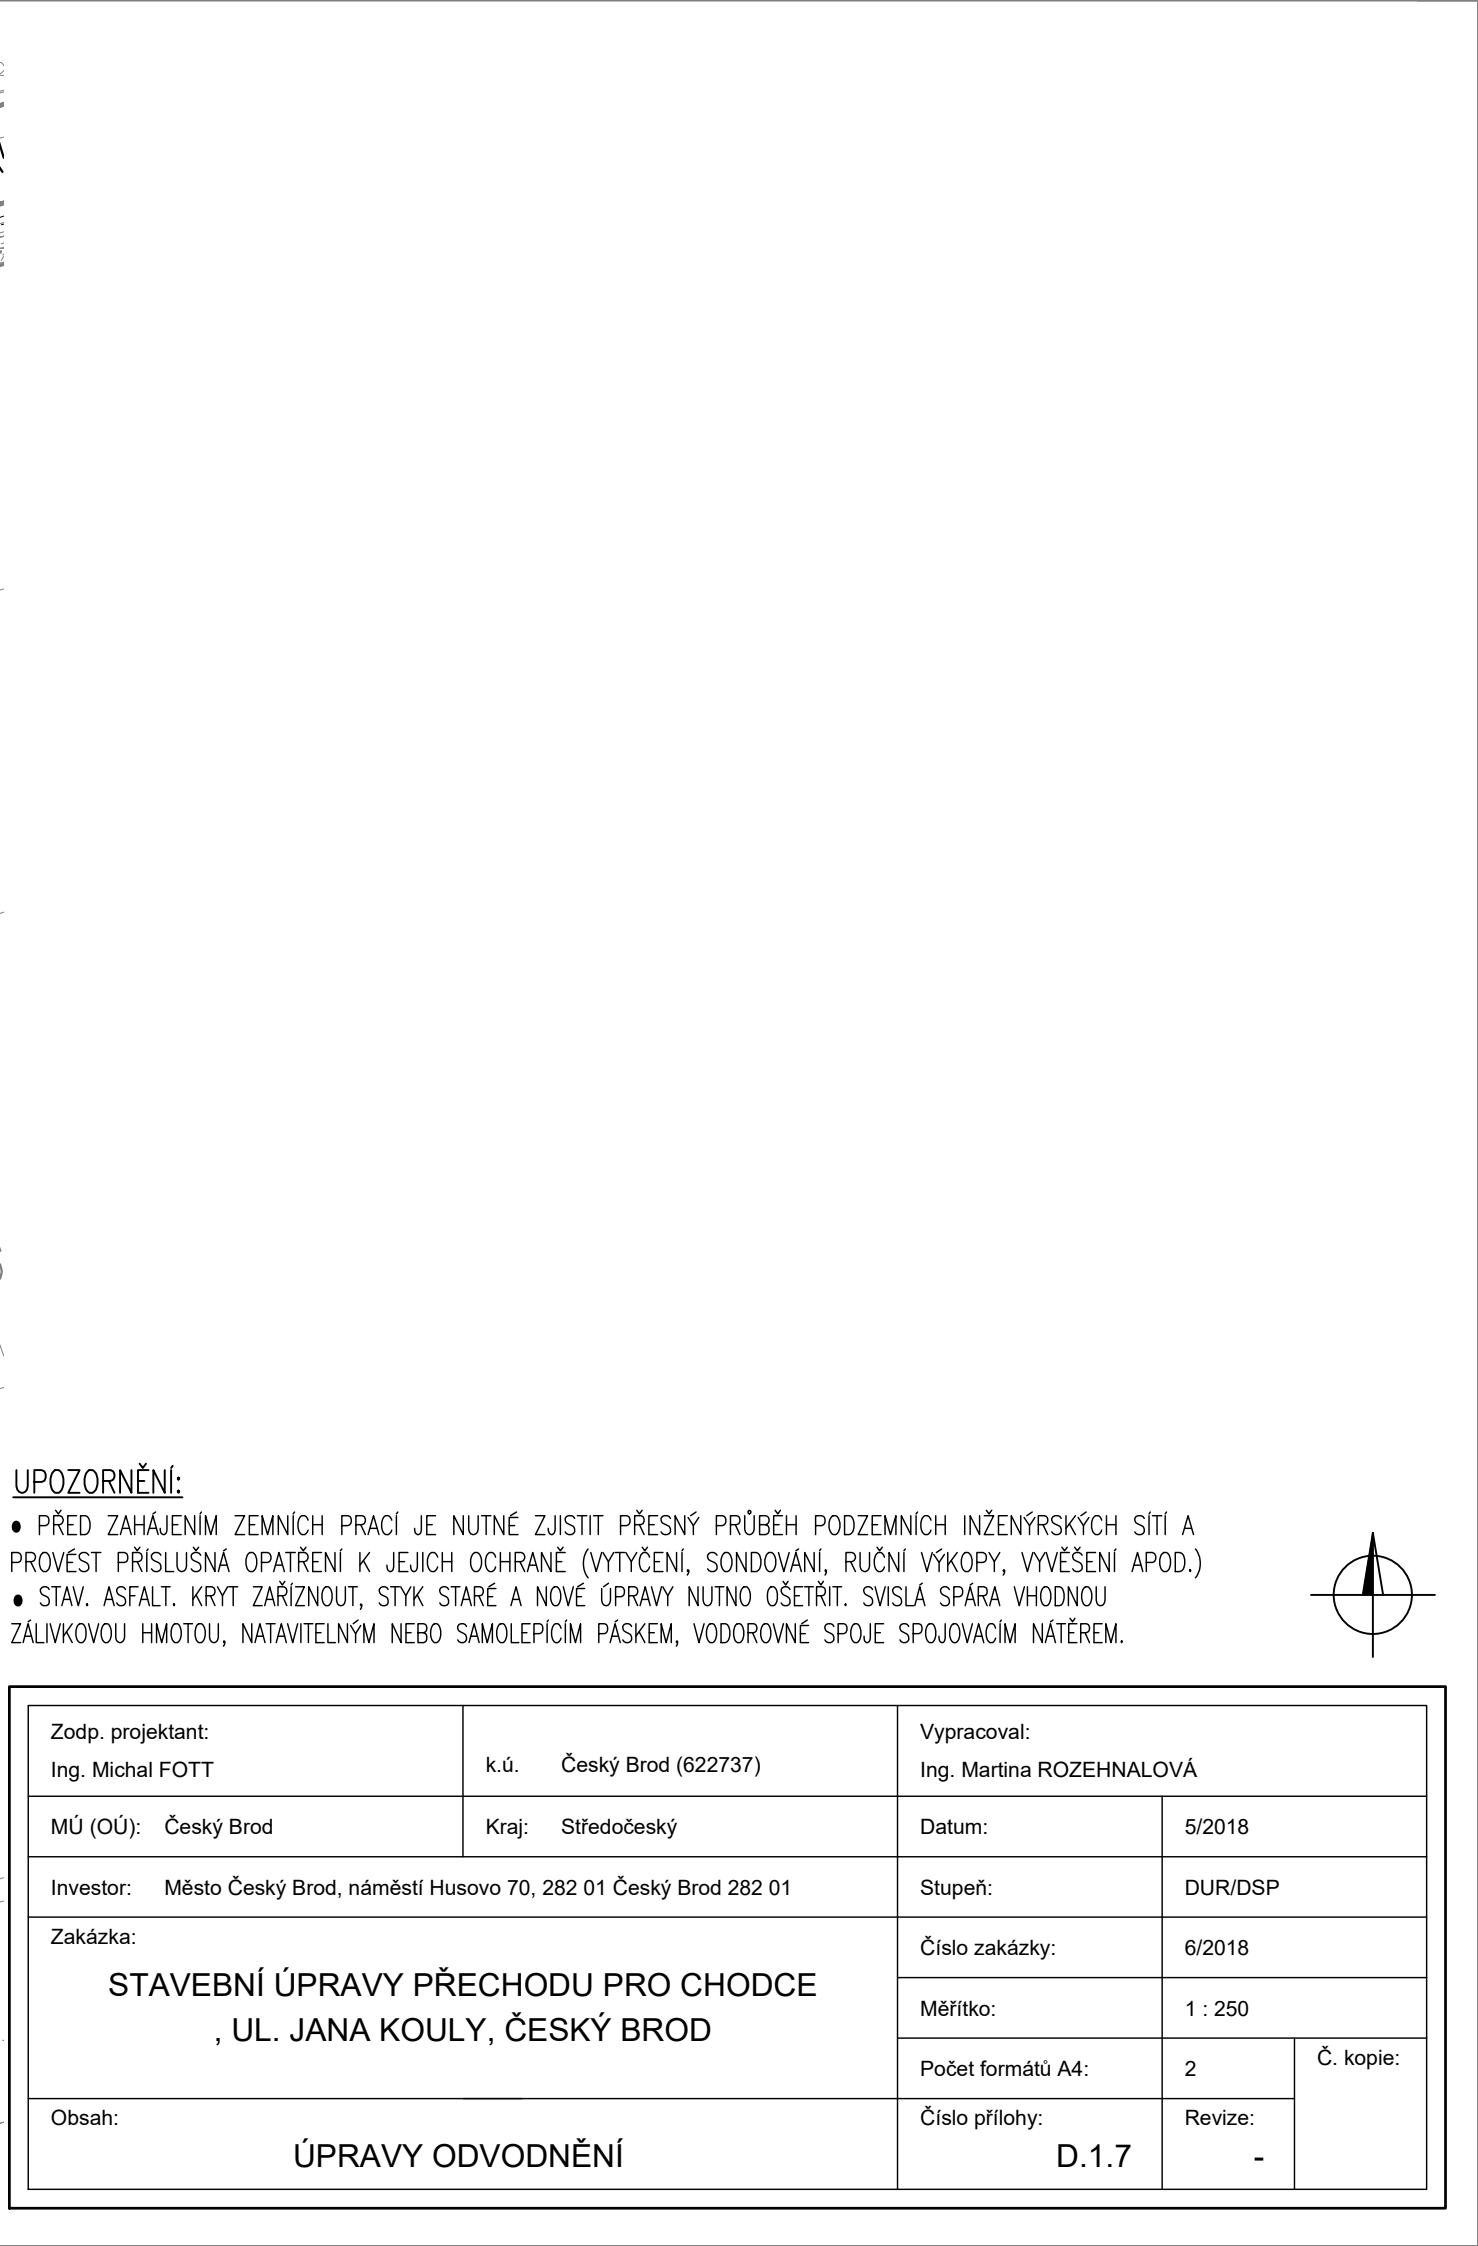 UPOZORNĚNÍ:
● PŘED ZAHÁJENÍM ZEMNÍCH PRACÍ JE NUTNÉ ZJISTIT PŘESNÝ PRŮBĚH PODZEMNÍCH INŽENÝRSKÝCH SÍTÍ A
PROVÉST PŘÍSLUŠNÁ OPATŘENÍ K JEJICH OCHRANĚ (VYTYČENÍ, SONDOVÁNÍ, RUČNÍ VÝKOPY, VYVĚŠENÍ APOD.)
● STAV. ASFALT. KRYT ZAŘÍZNOUT, STYK STARÉ A NOVÉ ÚPRAVY NUTNO OŠETŘIT. SVISLÁ SPÁRA VHODNOU
ZÁLIVKOVOU HMOTOU, NATAVITELNÝM NEBO SAMOLEPÍCÍM PÁSKEM, VODOROVNÉ SPOJE SPOJOVACÍM NÁTĚREM.
Zodp. projektant:
Ing. Michal FOTT
k.ú. Český Brod (622737)
Vypracoval:
Ing. Martina ROZEHNALOVÁ
MÚ (OÚ): Český Brod
Kraj: Středočeský
Datum: 5/2018
Investor: Město Český Brod, náměstí Husovo 70, 282 01 Český Brod 282 01
Stupeň: DUR/DSP
Zakázka:
STAVEBNÍ ÚPRAVY PŘECHODU PRO CHODCE
, UL. JANA KOULY, ČESKÝ BROD
Číslo zakázky: 6/2018
Měřítko: 1 : 250
Počet formátů A4: 2
Č. kopie:
Obsah:
ÚPRAVY ODVODNĚNÍ
Číslo přílohy:
D.1.7
Revize:
-